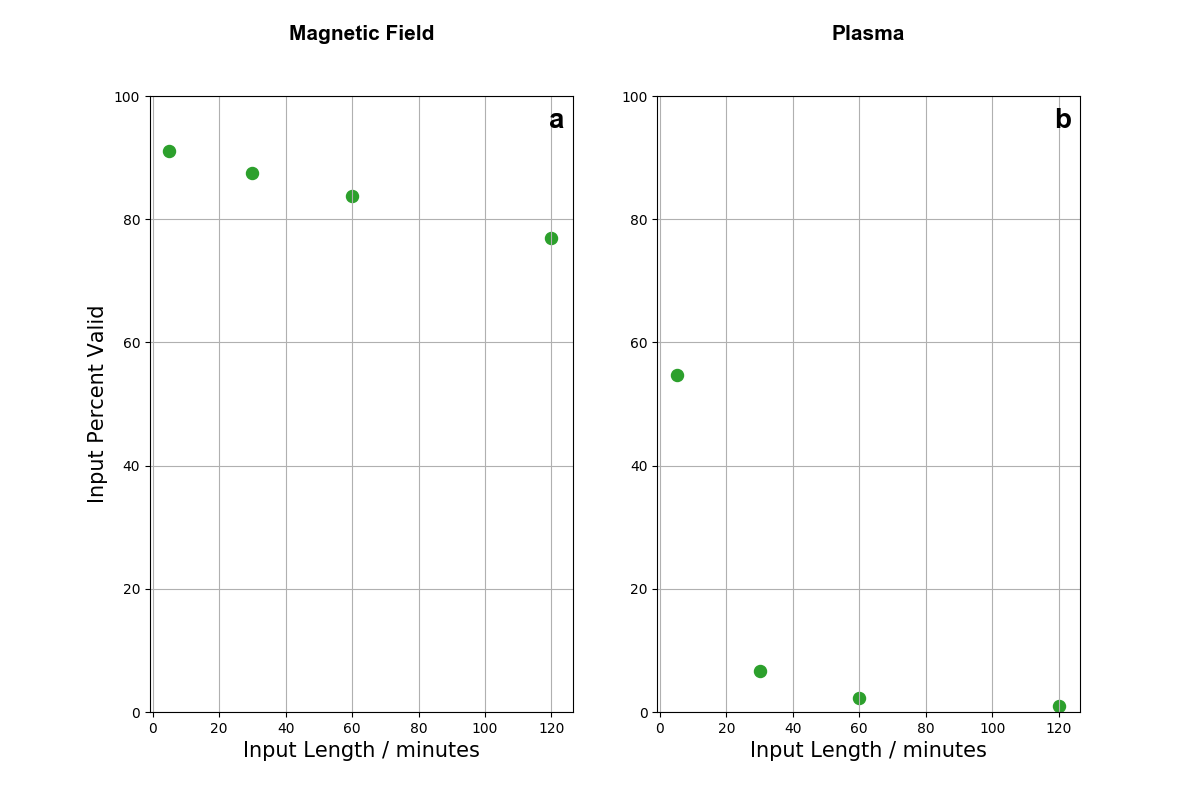 Magnetic Field
a
100
80
60
40
20
0
Input Percent Valid
0 20 40 60 80 100 120
Input Length / minutes
Plasma
b
100
80
60
40
20
0
0 20 40 60 80 100 120
Input Length / minutes